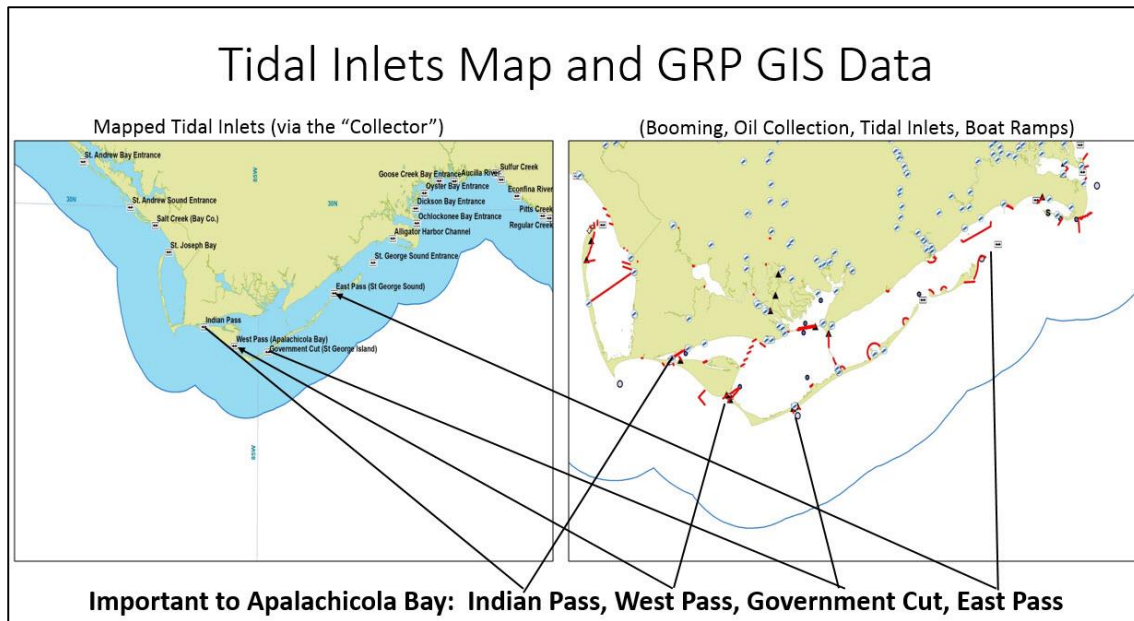 Tidal Inlets Map and GRP GIS Data
Mapped Tidal Inlets (via the “Collector”)
(Booming, Oil Collection, Tidal Inlets, Boat Ramps)
St. Andrew Bay Entrance
85W
Sulfur Creek
Goose Creek Bay Entrance
Aucilla River
Oyster Bay Entrance
Econfina River
30N
St. Andrew Sound Entrance
30N
Dickson Bay Entrance
Pitts Creek
Salt Creek (Bay Co.)
Ochlockonee Bay Entrance
Regular Creek
Alligator Harbor Channel
St. Joseph Bay
St. George Sound Entrance
East Pass (St George Sound)
Indian Pass
West Pass (Apalachicola Bay)
Government Cut (St George Island)
85W
S
Important to Apalachicola Bay: Indian Pass, West Pass, Government Cut, East Pass